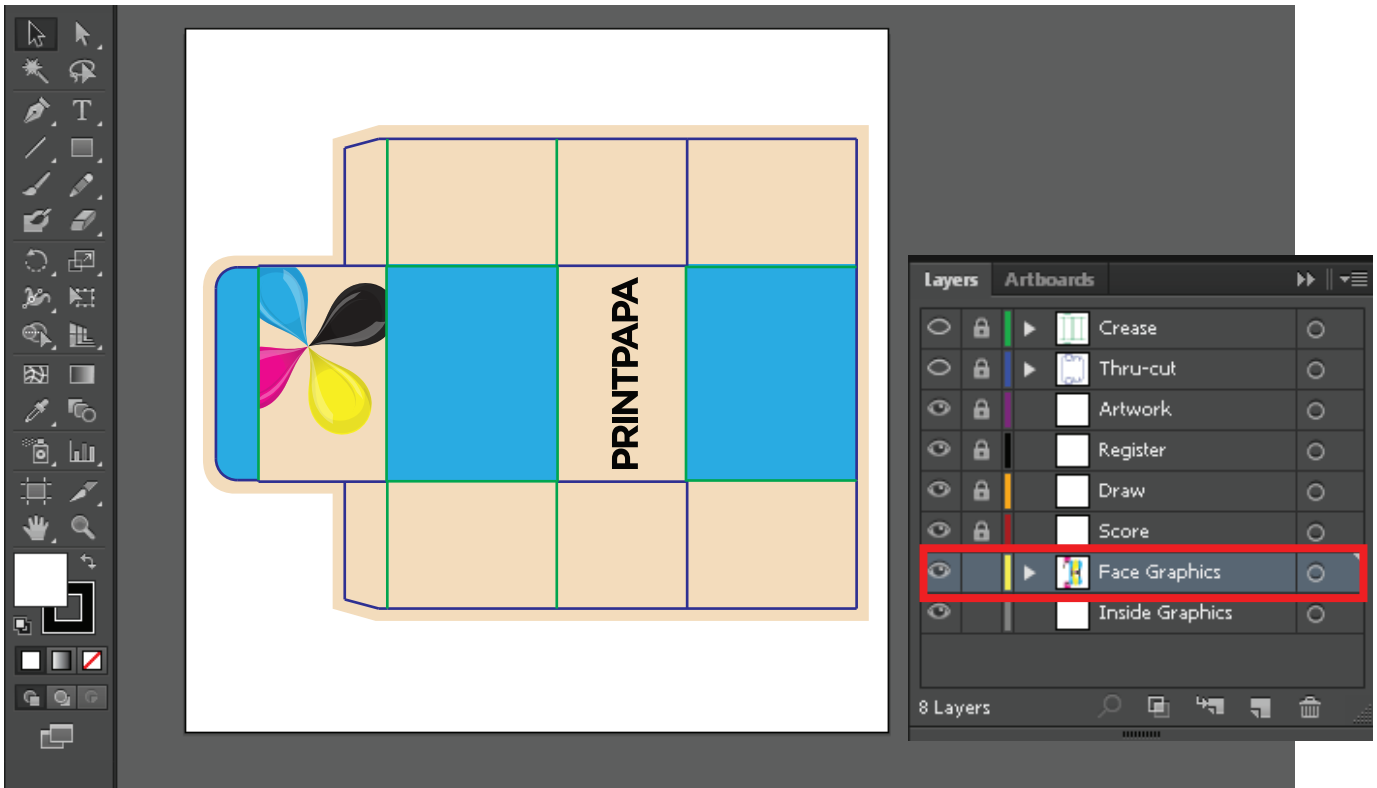 PRINTPAPA
Layers
Artboards
Crease
Thru-cut
Artwork
Register
Draw
Score
Face Graphics
Inside Graphics
8 Layers